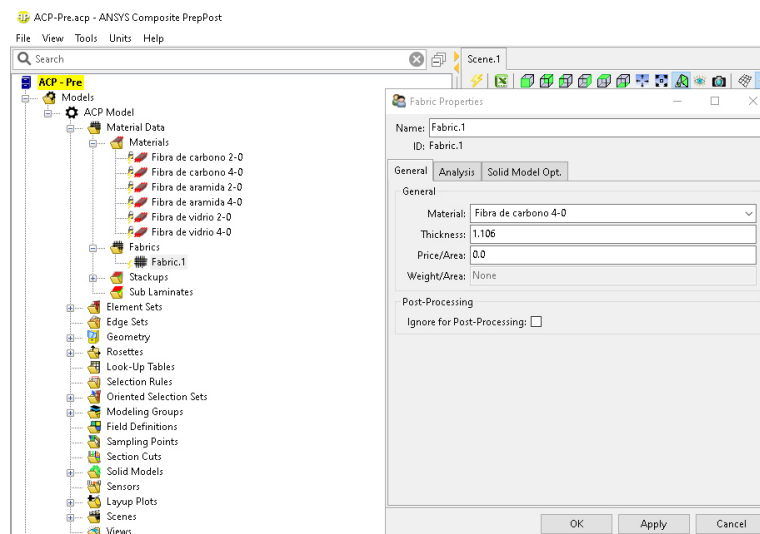 ACP-Pre.acp - ANSYS Composite PrepPost
File View Tools Units Help
Search
Scene.1
ACP - Pre
Models
ACP Model
Material Data
Materials
Fibra de carbono 2-0
Fibra de carbono 4-0
Fibra de aramida 2-0
Fibra de aramida 4-0
Fibra de vidrio 2-0
Fibra de vidrio 4-0
Fabrics
Fabric.1
Stackups
Sub Laminates
Element Sets
Edge Sets
Geometry
Rosettes
Look-Up Tables
Selection Rules
Oriented Selection Sets
Modeling Groups
Field Definitions
Sampling Points
Section Cuts
Solid Models
Sensors
Layup Plots
Scenes
Views
Fabric Properties
Name: Fabric.1
ID: Fabric.1
General Analysis Solid Model Opt.
General
Material: Fibra de carbono 4-0
Thickness: 1.106
Price/Area: 0.0
Weight/Area: None
Post-Processing
Ignore for Post-Processing:
OK Apply Cancel